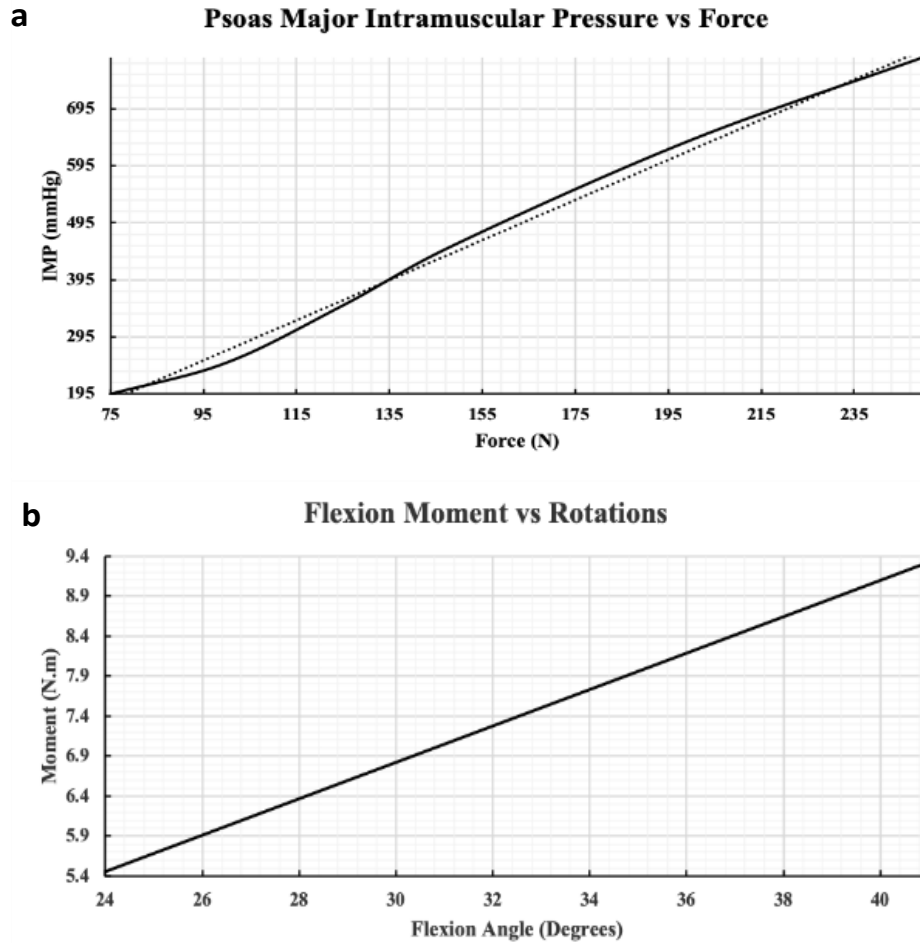 a
Psoas Major Intramuscular Pressure vs Force
IMP (mmHg)
695
595
495
395
295
195
75 95 115 135 155 175 195 215 235
Force (N)
b
Flexion Moment vs Rotations
Moment (N.m)
9.4
8.9
8.4
7.9
7.4
6.9
6.4
5.9
5.4
24 26 28 30 32 34 36 38 40
Flexion Angle (Degrees)